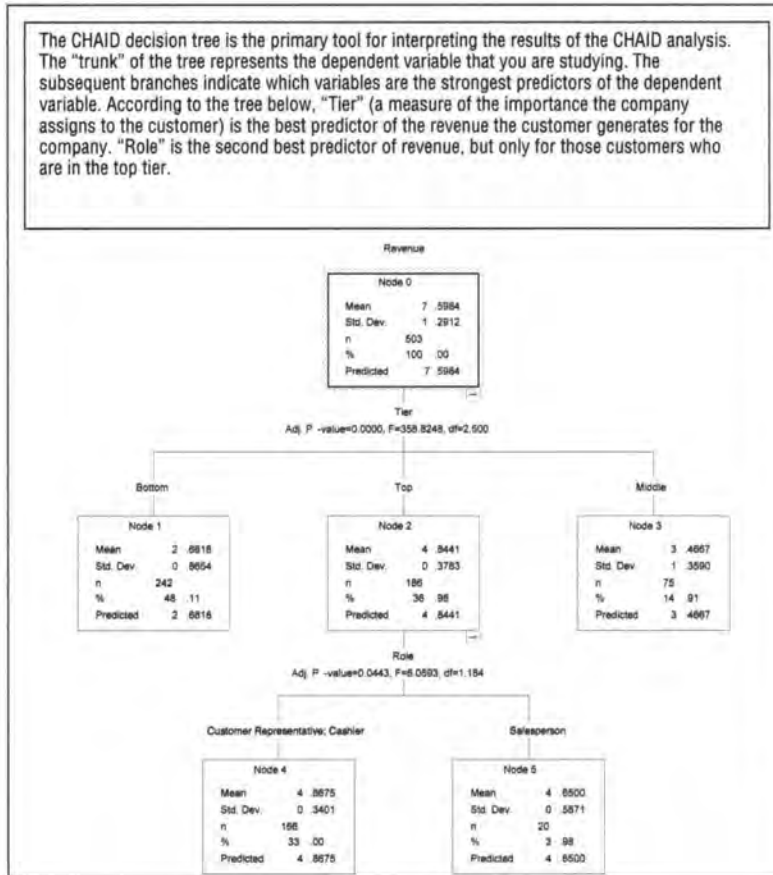 The CHAID decision tree is the primary tool for interpreting the results of the CHAID analysis.
The "trunk" of the tree represents the dependent variable that you are studying. The
subsequent branches indicate which variables are the strongest predictors of the dependent
variable. According to the tree below, "Tier" (a measure of the importance the company
assigns to the customer) is the best predictor of the revenue the customer generates for the
company. "Role" is the second best predictor of revenue, but only for those customers who
are in the top tier.
Revenue
Node 0
Mean 7 .5984
Std. Dev. 1 .2912
n 503
% 100 .00
Predicted 7 .5984
Tier
Adj. P -value=0.0000, F=358.8248, df=2,500
Bottom
Node 1
Mean 2 .6818
Std. Dev. 0 .8654
n 242
% 48 .11
Predicted 2 .6818
Top
Node 2
Mean 4 .8441
Std. Dev. 0 .3783
n 186
% 36 .98
Predicted 4 .8441
Middle
Node 3
Mean 3 .4667
Std. Dev. 1 .3590
n 75
% 14 .91
Predicted 3 .4667
Role
Adj. P -value=0.0443, F=6.0593, df=1,184
Customer Representative; Cashier
Node 4
Mean 4 .8675
Std. Dev. 0 .3401
n 166
% 33 .00
Predicted 4 .8675
Salesperson
Node 5
Mean 4 .6500
Std. Dev. 0 .5871
n 20
% 3 .98
Predicted 4 .6500